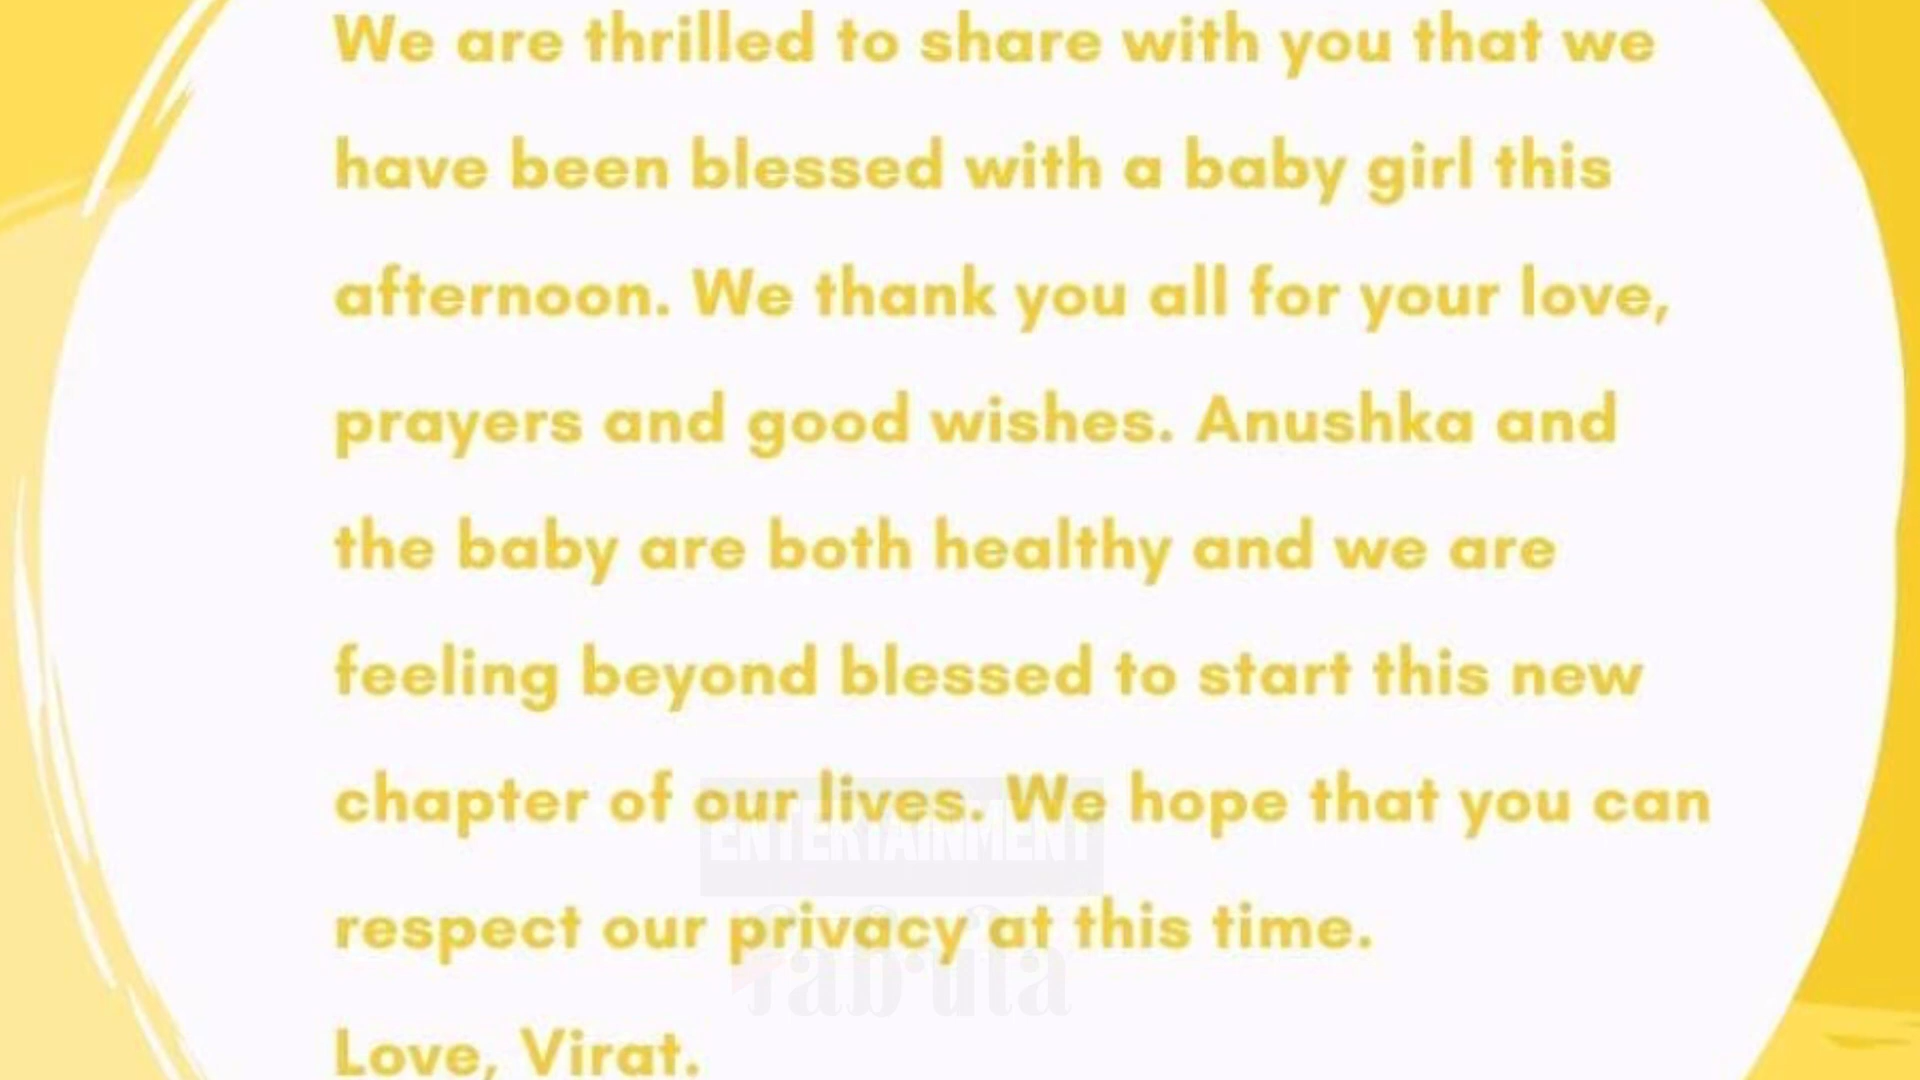 We are thrilled to share with you that we
have been blessed with a baby girl this
afternoon. We thank you all for your love,
prayers and good wishes. Anushka and
the baby are both healthy and we are
feeling beyond blessed to start this new
chapter of our lives. We hope that you can
ENTERTAINMENT
respect our privacy at this time.
Love, Virat.